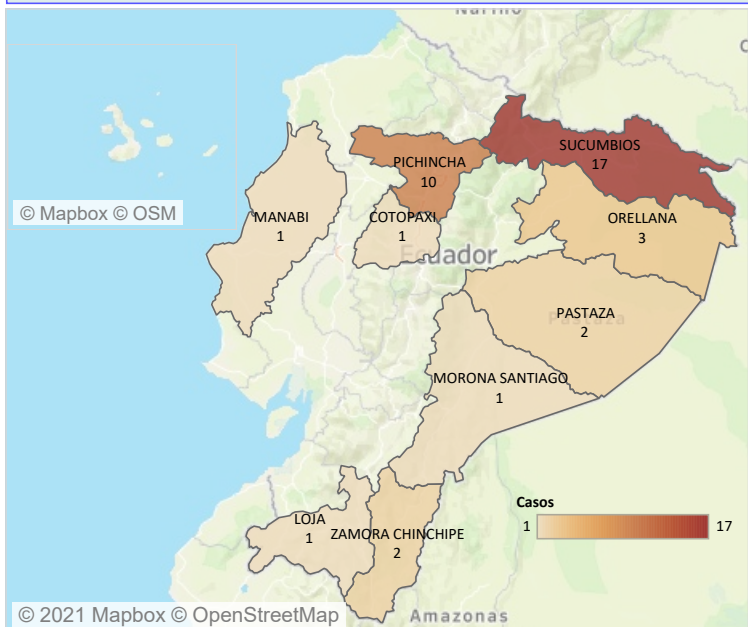 Nariño
© Mapbox © OSM
SUCUMBIOS
17
PICHINCHA
10
MANABI
1
COTOPAXI
1
ORELLANA
3
Ecuador
PASTAZA
2
Pastaza
MORONA SANTIAGO
1
Casos
1
17
LOJA
1
ZAMORA CHINCHIPE
2
© 2021 Mapbox © OpenStreetMap
Amazonas